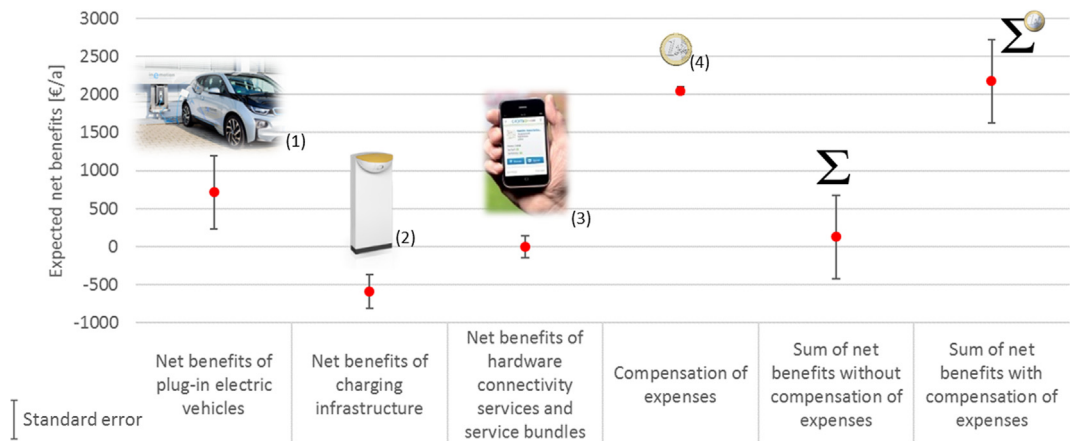 3000
2500
2000
1500
1000
500
0
-500
-1000
Expected net benefits [€/a]
(1)
(2)
(3)
(4)
Σ
Σ
Net benefits of
plug-in electric
vehicles
Net benefits of
charging
infrastructure
Net benefits of
hardware
connectivity
services and
service bundles
Compensation of
expenses
Sum of net
benefits without
compensation of
expenses
Sum of net
benefits with
compensation of
expenses
Standard error